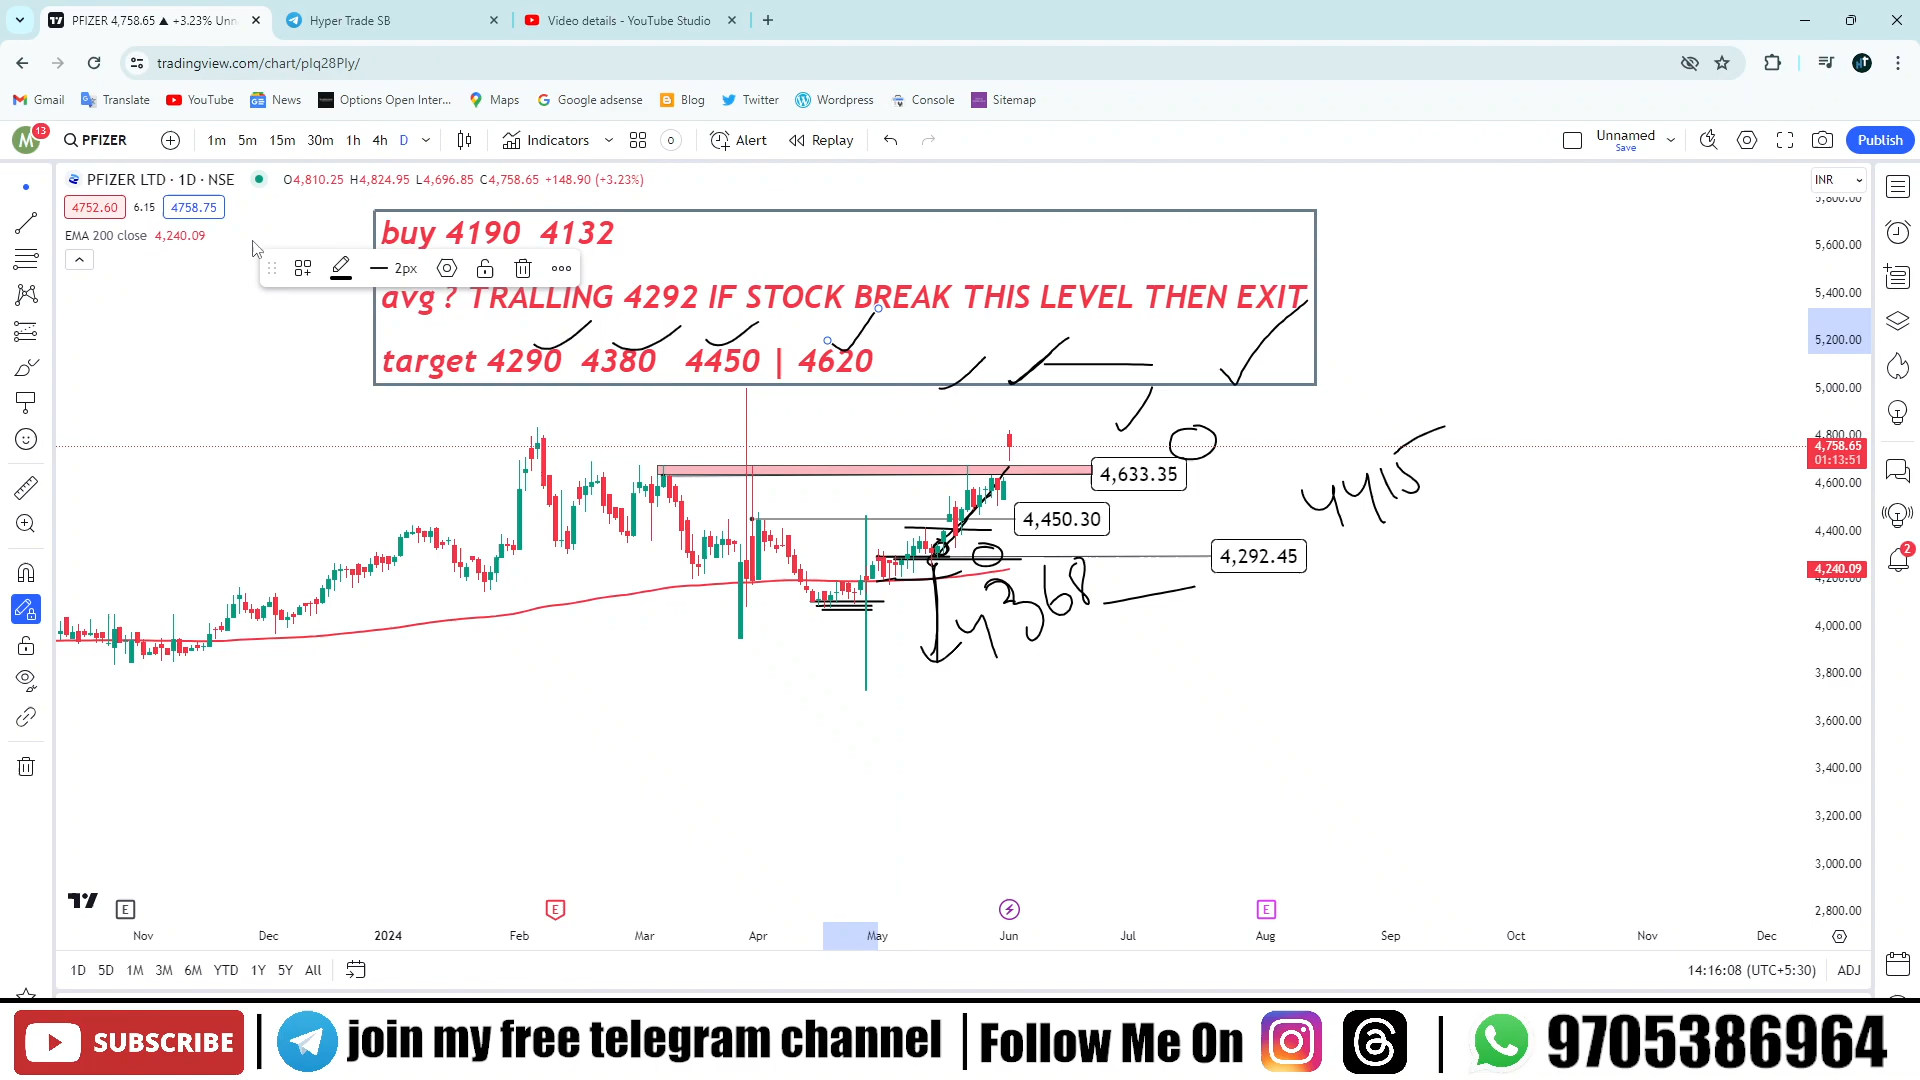 PFIZER 4,758.65 ▲ +3.23% Unn
Hyper Trade SB
Video details - YouTube Studio
tradingview.com/chart/pIq28Ply/
Gmail Translate YouTube News Options Open Inter... Maps Google adsense Blog Twitter Wordpress Console Sitemap
M 13 PFIZER 1m 5m 15m 30m 1h 4h D Indicators Alert Replay Unnamed Save Publish
PFIZER LTD · 1D · NSE O4,810.25 H4,824.95 L4,696.85 C4,758.65 +148.90 (+3.23%) INR
4752.60 6.15 4758.75
EMA 200 close 4,240.09
buy 4190 4132
2px
avg ? TRALLING 4292 IF STOCK BREAK THIS LEVEL THEN EXIT
target 4290 4380 4450 | 4620
5,800.00
5,600.00
5,400.00
5,200.00
5,000.00
4,800.00
4,758.65
01:13:51
4,600.00
4,400.00
4,240.09
4,200.00
4,000.00
3,800.00
3,600.00
3,400.00
3,200.00
3,000.00
2,800.00
4,633.35
4,450.30
4,292.45
4415
4368
2
E E E
Nov Dec 2024 Feb Mar Apr May Jun Jul Aug Sep Oct Nov Dec
1D 5D 1M 3M 6M YTD 1Y 5Y All 14:16:08 (UTC+5:30) ADJ
SUBSCRIBE | join my free telegram channel | Follow Me On | 9705386964